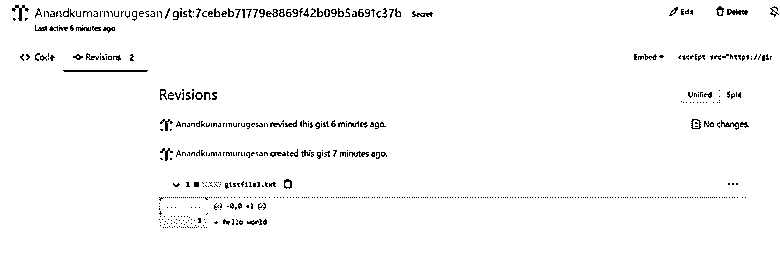 Anandkumarmurugesan / gist:7cebeb71779e8869f42b09b5a691c37b Secret
Edit Delete
Last active 6 minutes ago
Code Revisions 2
Embed <script src="https://gi
Revisions
Unified Split
Anandkumarmurugesan revised this gist 6 minutes ago.
No changes.
Anandkumarmurugesan created this gist 7 minutes ago.
1 gistfile1.txt ...
@@ -0,0 +1 @@
1 + hello world